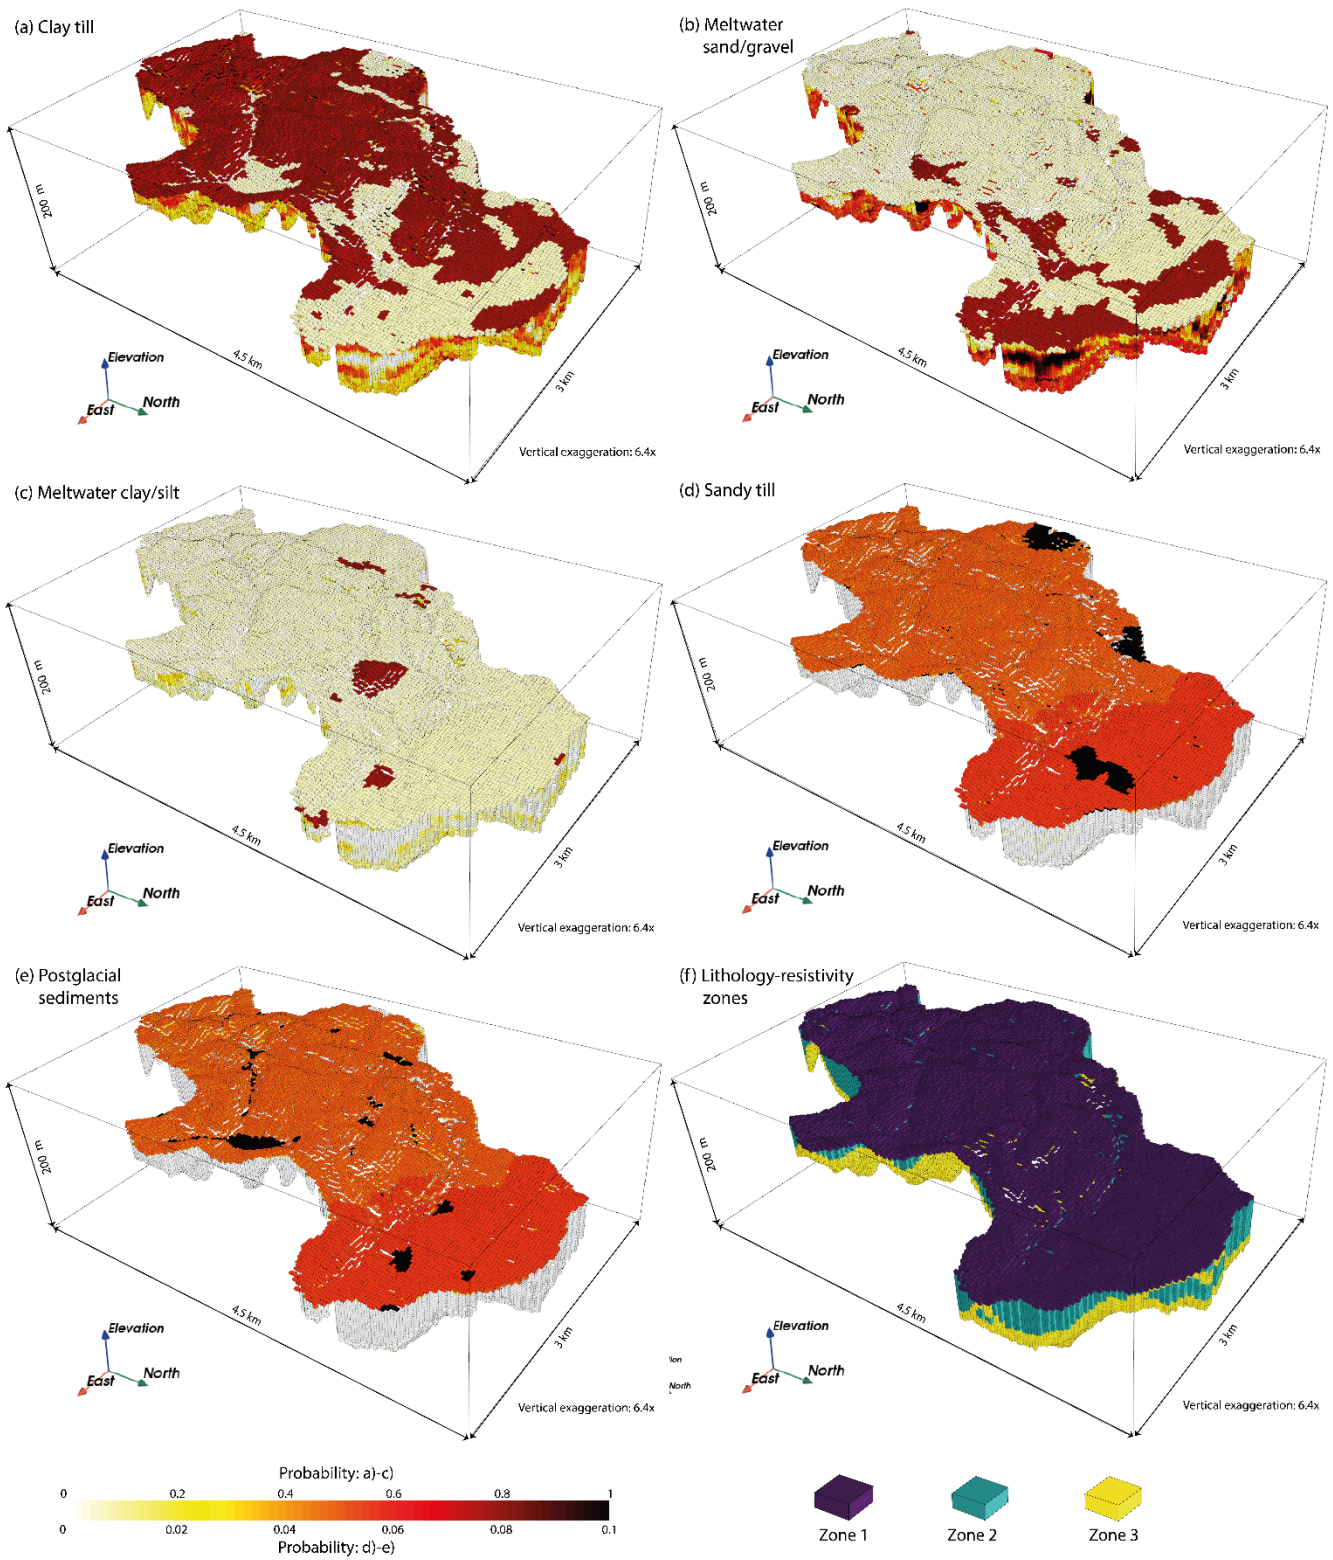 (a) Clay till
200 m
4.5 km
3 km
Elevation
East
North
Vertical exaggeration: 6.4x
(b) Meltwater
sand/gravel
200 m
4.5 km
3 km
Elevation
East
North
Vertical exaggeration: 6.4x
(c) Meltwater clay/silt
200 m
4.5 km
3 km
Elevation
East
North
Vertical exaggeration: 6.4x
(d) Sandy till
200 m
4.5 km
3 km
Elevation
East
North
Vertical exaggeration: 6.4x
(e) Postglacial
sediments
200 m
4.5 km
3 km
Elevation
East
North
Vertical exaggeration: 6.4x
(f) Lithology-resistivity
zones
200 m
4.5 km
3 km
Elevation
East
North
North
Vertical exaggeration: 6.4x
Probability: a)-c)
0 0.2 0.4 0.6 0.8 1
0 0.02 0.04 0.06 0.08 0.1
Probability: d)-e)
Zone 1 Zone 2 Zone 3